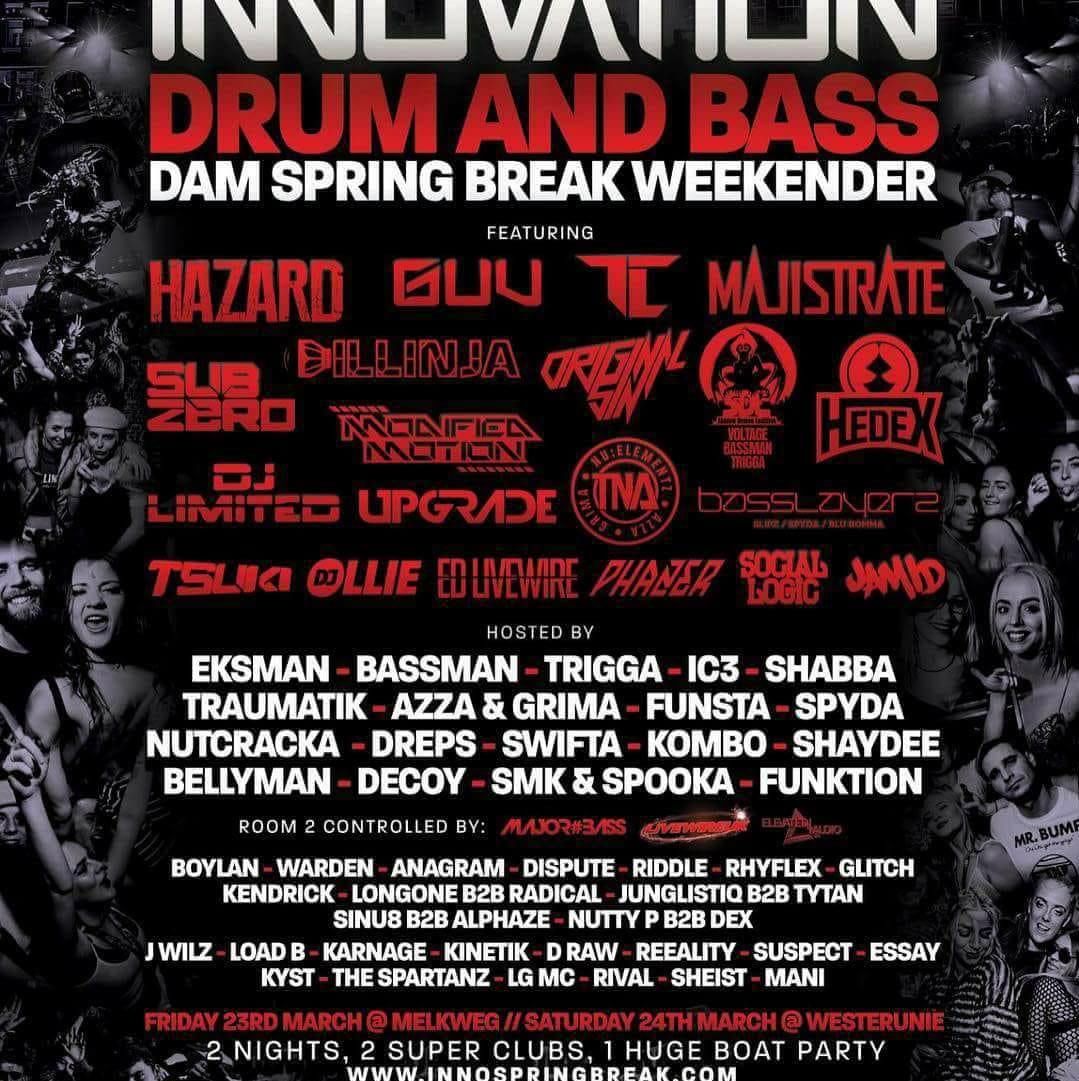 INNOVATION
DRUM AND BASS
DAM SPRING BREAK WEEKENDER
FEATURING
HAZARD GUV TC MAJISTRATE
SUB ZERO DILLINJA ORIGINAL SIN SDC HEDEX
VOLTAGE
BASSMAN
TRIGGA
MODIFIED MOTION
DJ LIMITED UPGRADE NU:ELEMENTZ TNA AZZA GRIMA BASSLAYERZ
SLIPZ / SPYDA / BLU BOMMA
TSUKI DJ OLLIE ED LIVEWIRE PHAZER SOCIAL LOGIC JAM!D
HOSTED BY
EKSMAN - BASSMAN - TRIGGA - IC3 - SHABBA
TRAUMATIK - AZZA & GRIMA - FUNSTA - SPYDA
NUTCRACKA - DREPS - SWIFTA - KOMBO - SHAYDEE
BELLYMAN - DECOY - SMK & SPOOKA - FUNKTION
ROOM 2 CONTROLLED BY: MAJOR#BASS LIVEWIREUK ELEVATED AUDIO
BOYLAN - WARDEN - ANAGRAM - DISPUTE - RIDDLE - RHYFLEX - GLITCH
KENDRICK - LONGONE B2B RADICAL - JUNGLISTIQ B2B TYTAN
SINU8 B2B ALPHAZE - NUTTY P B2B DEX
J WILZ - LOAD B - KARNAGE - KINETIK - D RAW - REEALITY - SUSPECT - ESSAY
KYST - THE SPARTANZ - LG MC - RIVAL - SHEIST - MANI
FRIDAY 23RD MARCH @ MELKWEG // SATURDAY 24TH MARCH @ WESTERUNIE
2 NIGHTS, 2 SUPER CLUBS, 1 HUGE BOAT PARTY
WWW.INNOSPRINGBREAK.COM
MR. BUMP